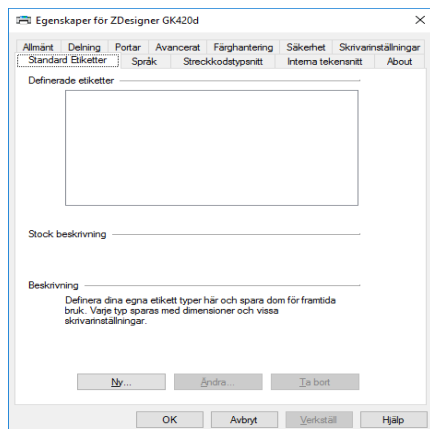 Egenskaper för ZDesigner GK420d
Allmänt Delning Portar Avancerat Färghantering Säkerhet Skrivarinställningar
Standard Etiketter Språk Streckkodstypsnitt Interna tekensnitt About
Definerade etiketter
Stock beskrivning
Beskrivning
Definera dina egna etikett typer här och spara dom för framtida
bruk. Varje typ sparas med dimensioner och vissa
skrivarinställningar.
Ny... Ändra... Ta bort
OK Avbryt Verkställ Hjälp